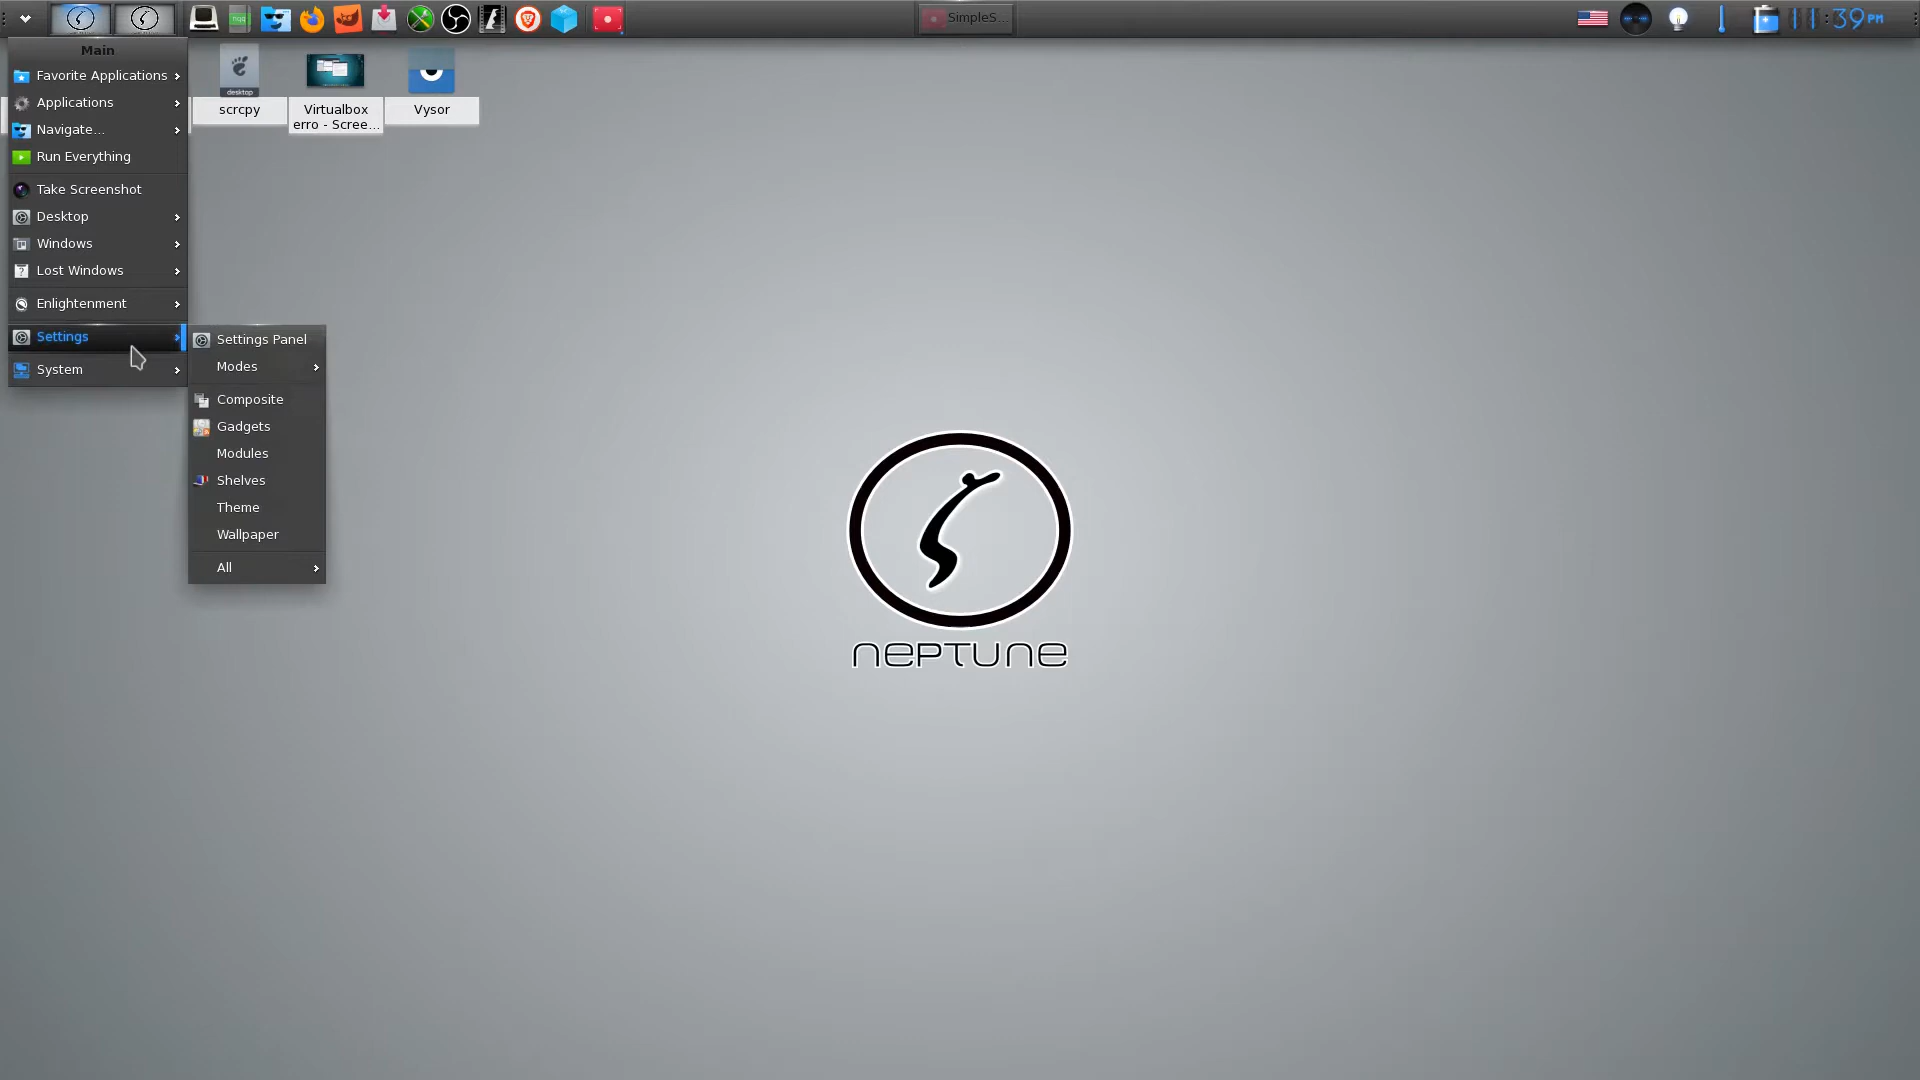 SimpleS...
11:39PM
Main
Favorite Applications
Applications
Navigate...
Run Everything
Take Screenshot
Desktop
Windows
Lost Windows
Enlightenment
Settings
System
Settings Panel
Modes
Composite
Gadgets
Modules
Shelves
Theme
Wallpaper
All
desktop
scrcpy
Virtualbox
erro - Scree...
Vysor
NEPTUNE